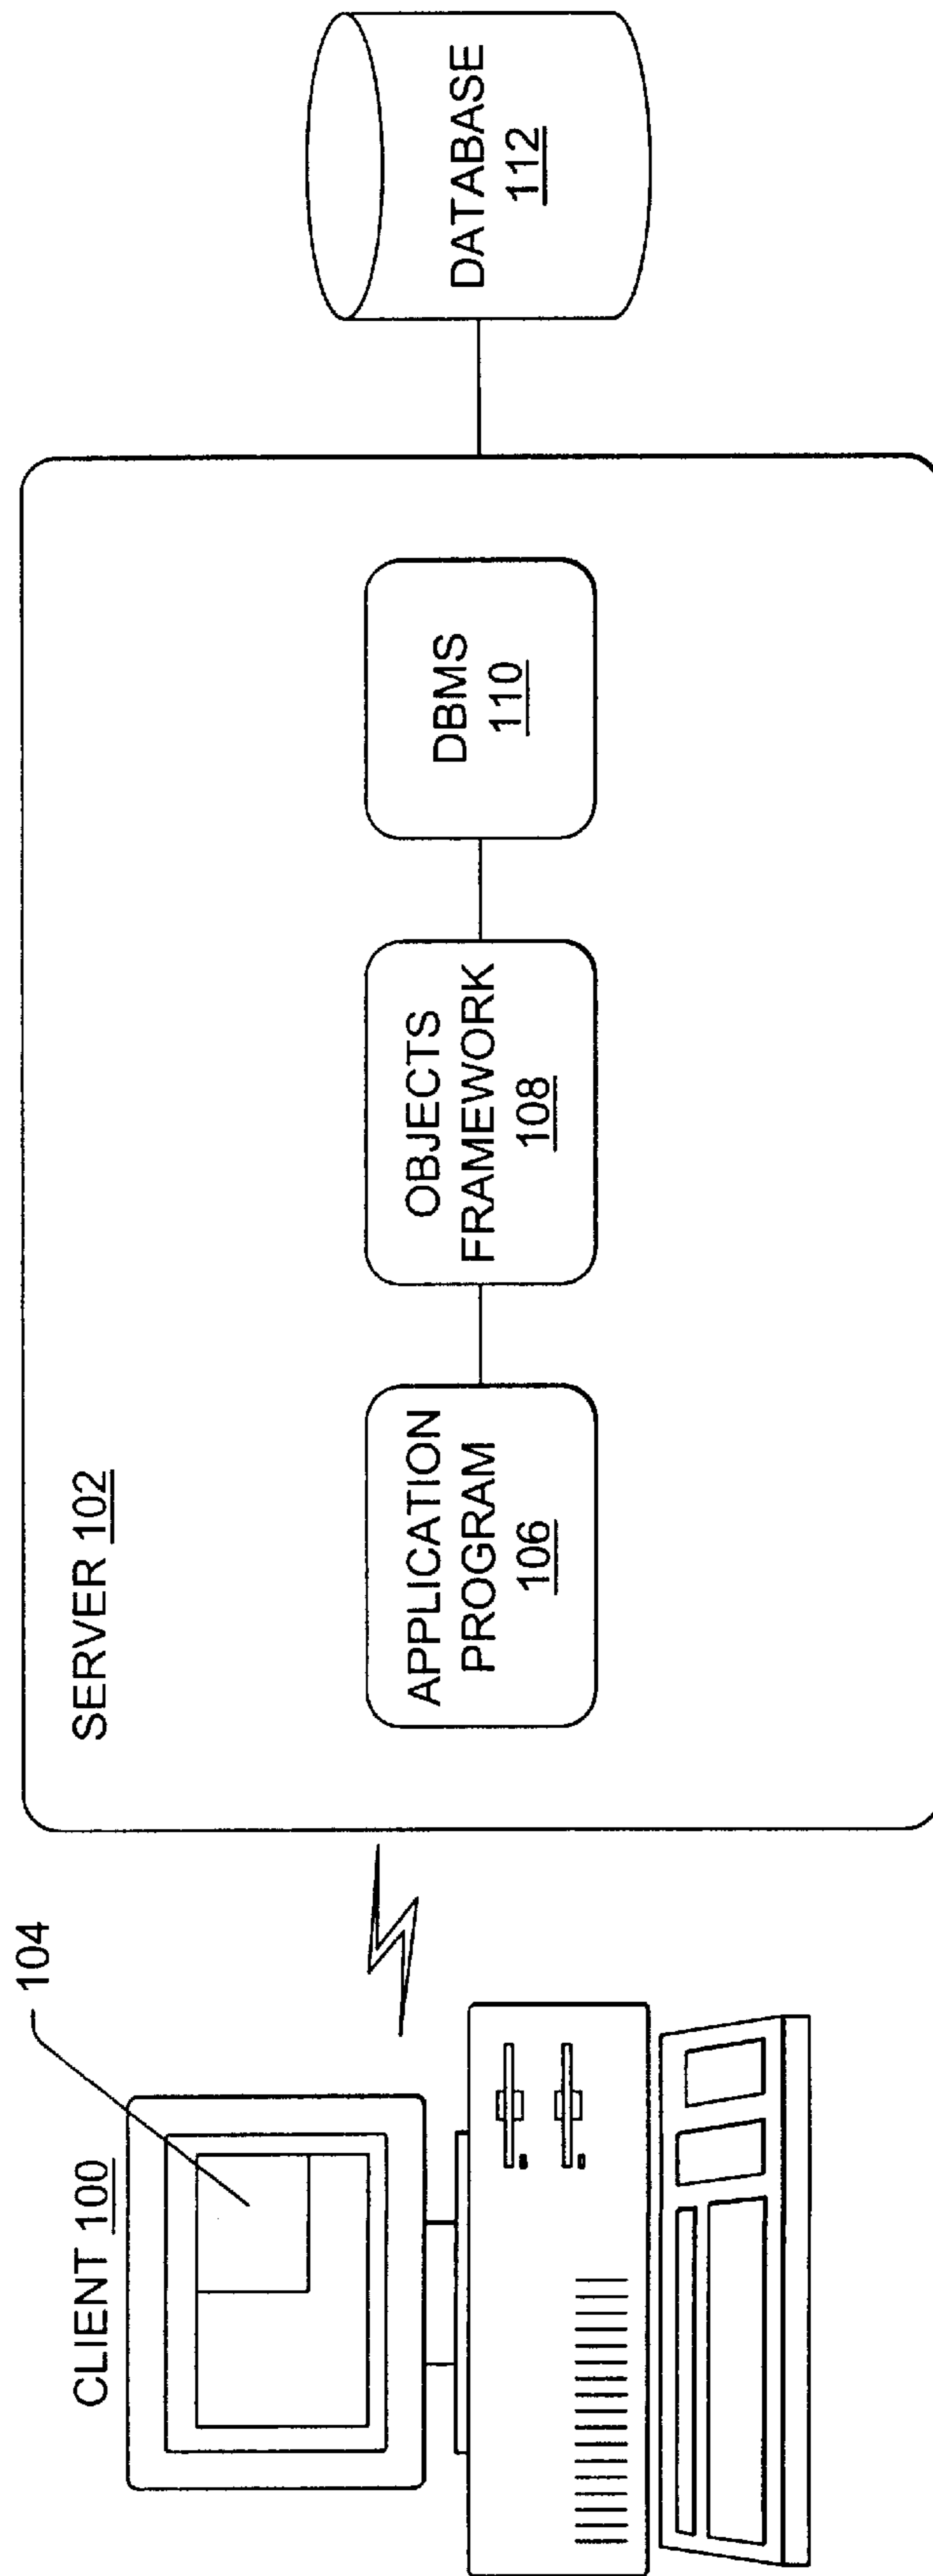 CLIENT 100
104
SERVER 102
APPLICATION
PROGRAM
106
OBJECTS
FRAMEWORK
108
DBMS
110
DATABASE
112